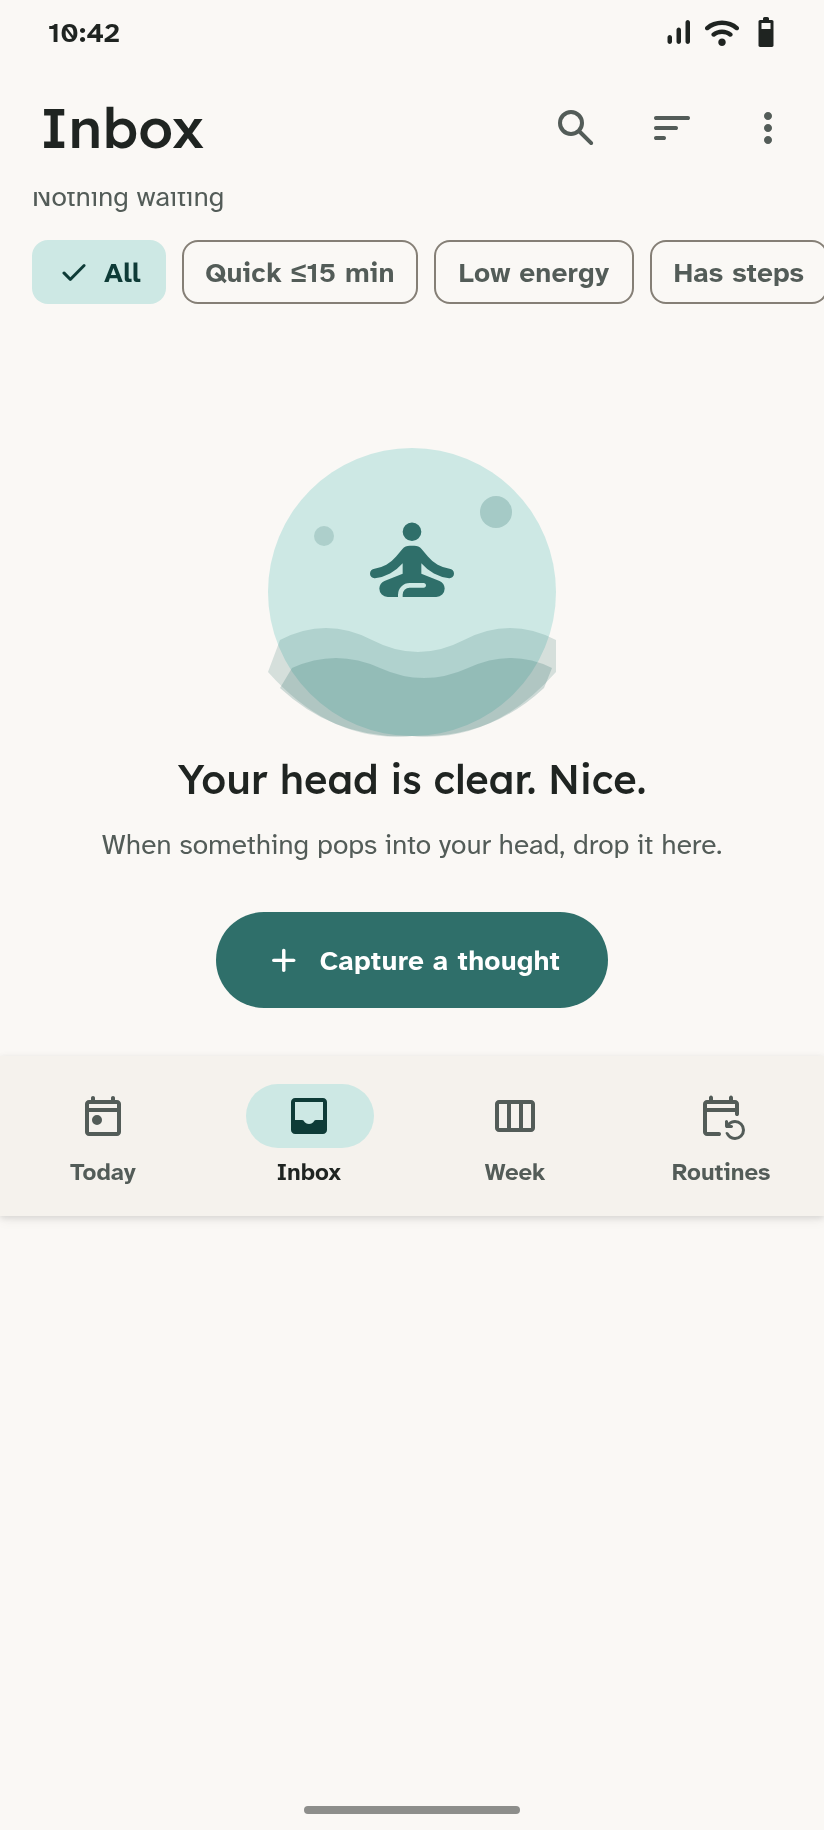 10:42
Inbox
Nothing waiting
All
Quick ≤15 min
Low energy
Has steps
Your head is clear. Nice.
When something pops into your head, drop it here.
Capture a thought
Today
Inbox
Week
Routines